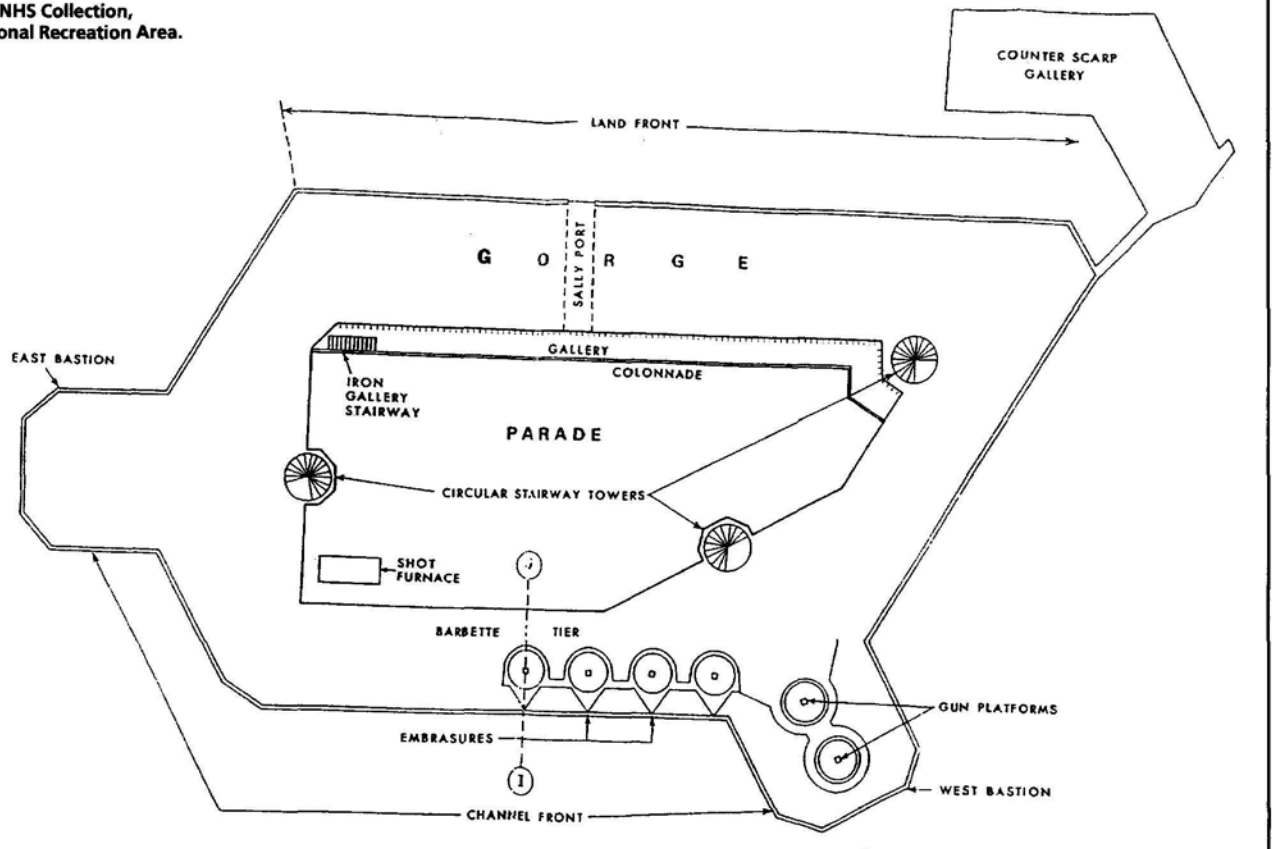 NHS Collection,
onal Recreation Area.
COUNTER SCARP
GALLERY
LAND FRONT
GORGE
SALLY PORT
EAST BASTION
GALLERY
COLONNADE
IRON
GALLERY
STAIRWAY
PARADE
CIRCULAR STAIRWAY TOWERS
SHOT
FURNACE
BARBETTE TIER
GUN PLATFORMS
EMBRASURES
I
WEST BASTION
CHANNEL FRONT